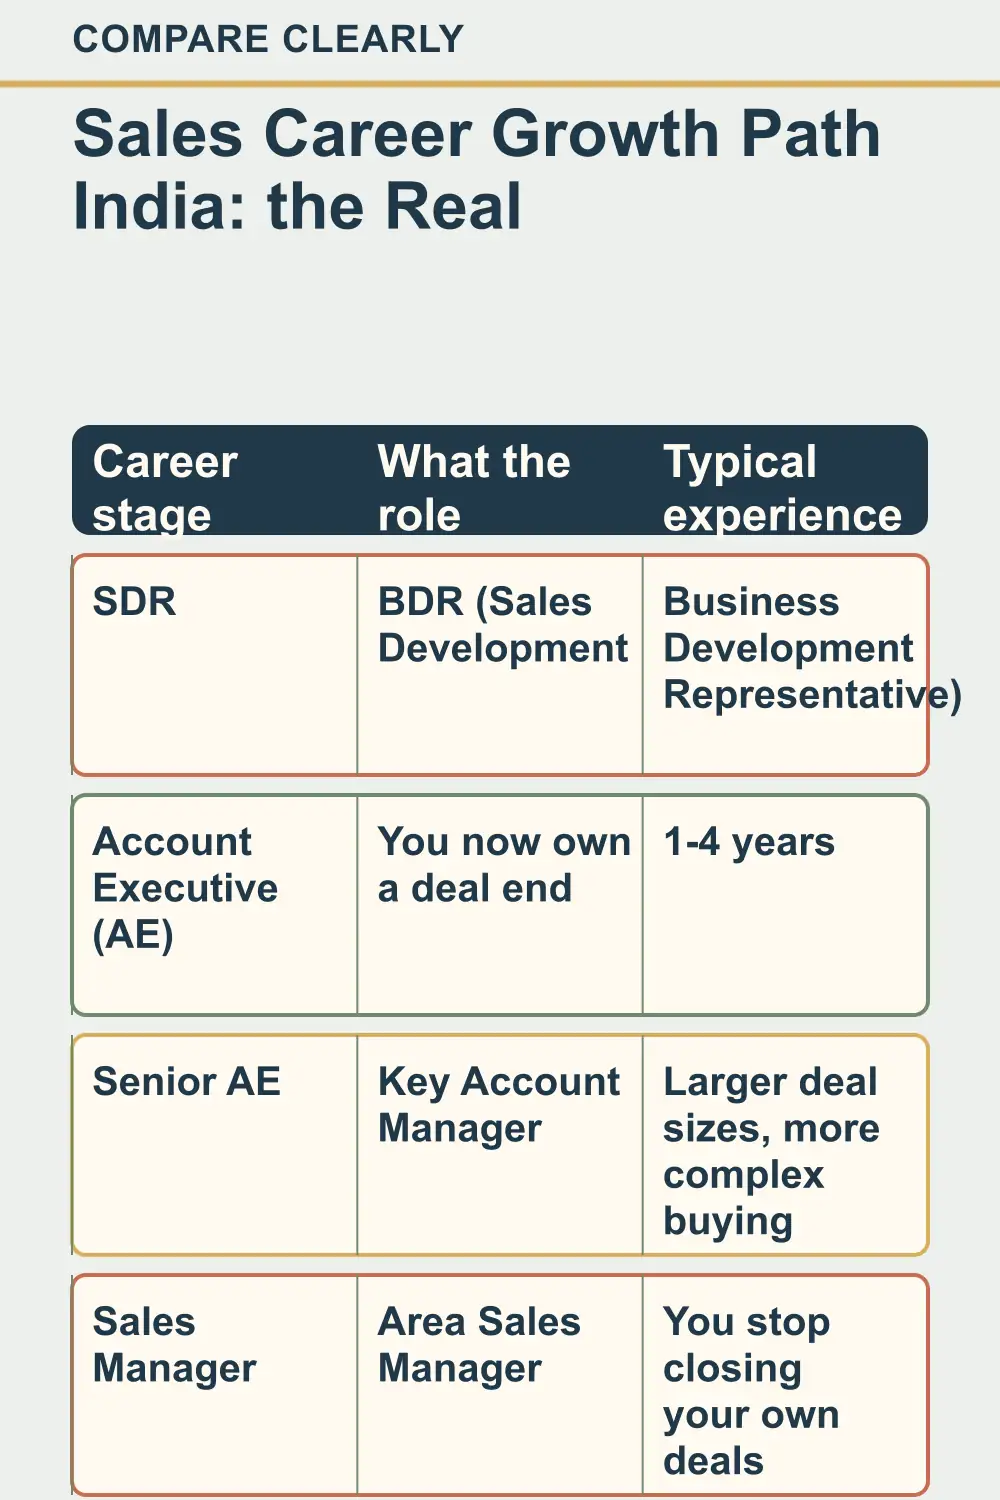 COMPARE CLEARLY
Sales Career Growth Path
India: the Real
Career stage
What the role
Typical experience
SDR
BDR (Sales
Development
Business
Development
Representative)
Account
Executive
(AE)
You now own
a deal end
1-4 years
Senior AE
Key Account
Manager
Larger deal
sizes, more
complex
buying
Sales
Manager
Area Sales
Manager
You stop
closing
your own
deals